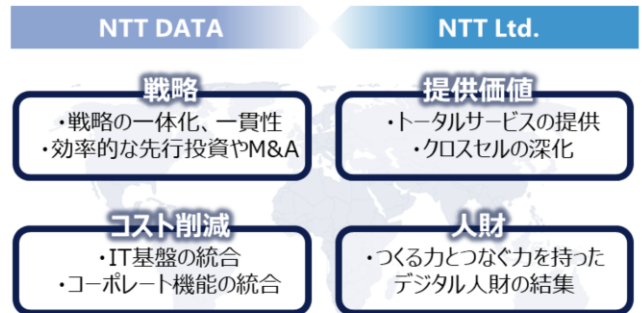 NTT DATA
NTT Ltd.
戦略
・戦略の一体化、一貫性
・効率的な先行投資やM&A
提供価値
・トータルサービスの提供
・クロスセルの深化
コスト削減
・IT基盤の統合
・コーポレート機能の統合
人財
・つくる力とつなぐ力を持った
デジタル人財の結集